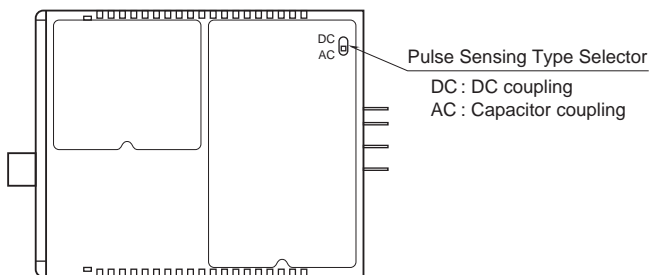 DC
AC
Pulse Sensing Type Selector
DC : DC coupling
AC : Capacitor coupling